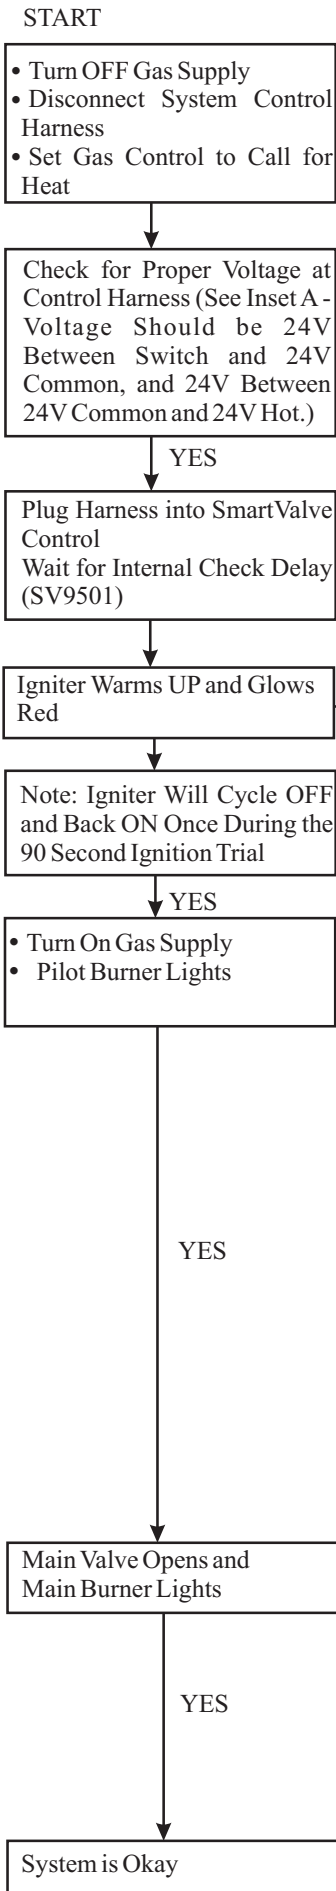 START
• Turn OFF Gas Supply
• Disconnect System Control
Harness
• Set Gas Control to Call for
Heat
Check for Proper Voltage at
Control Harness (See Inset A -
Voltage Should be 24V
Between Switch and 24V
Common, and 24V Between
24V Common and 24V Hot.)
YES
Plug Harness into SmartValve
Control
Wait for Internal Check Delay
(SV9501)
Igniter Warms UP and Glows
Red
Note: Igniter Will Cycle OFF
and Back ON Once During the
90 Second Ignition Trial
YES
• Turn On Gas Supply
• Pilot Burner Lights
YES
Main Valve Opens and
Main Burner Lights
YES
System is Okay